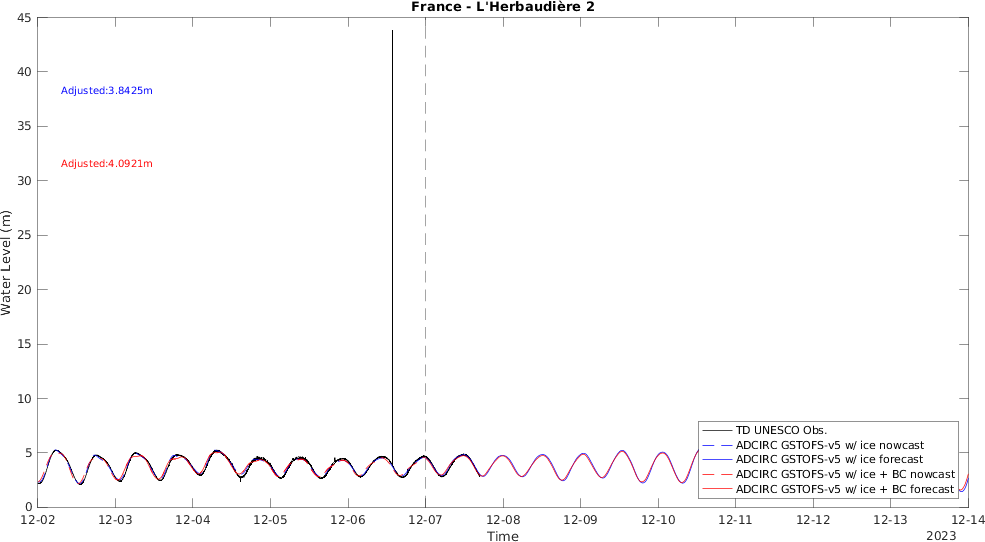 France - L'Herbaudière 2
45
40
35
30
25
20
15
10
5
0
Water Level (m)
Adjusted:3.8425m
Adjusted:4.0921m
TD UNESCO Obs.
ADCIRC GSTOFS-v5 w/ ice nowcast
ADCIRC GSTOFS-v5 w/ ice forecast
ADCIRC GSTOFS-v5 w/ ice + BC nowcast
ADCIRC GSTOFS-v5 w/ ice + BC forecast
12-02 12-03 12-04 12-05 12-06 12-07 12-08 12-09 12-10 12-11 12-12 12-13 12-14
Time
2023